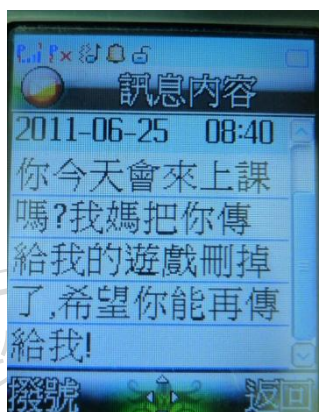 訊息內容
2011-06-25 08:40
你今天會來上課
嗎?我媽把你傳
給我的遊戲刪掉
了,希望你能再傳
給我!
撥號 返回